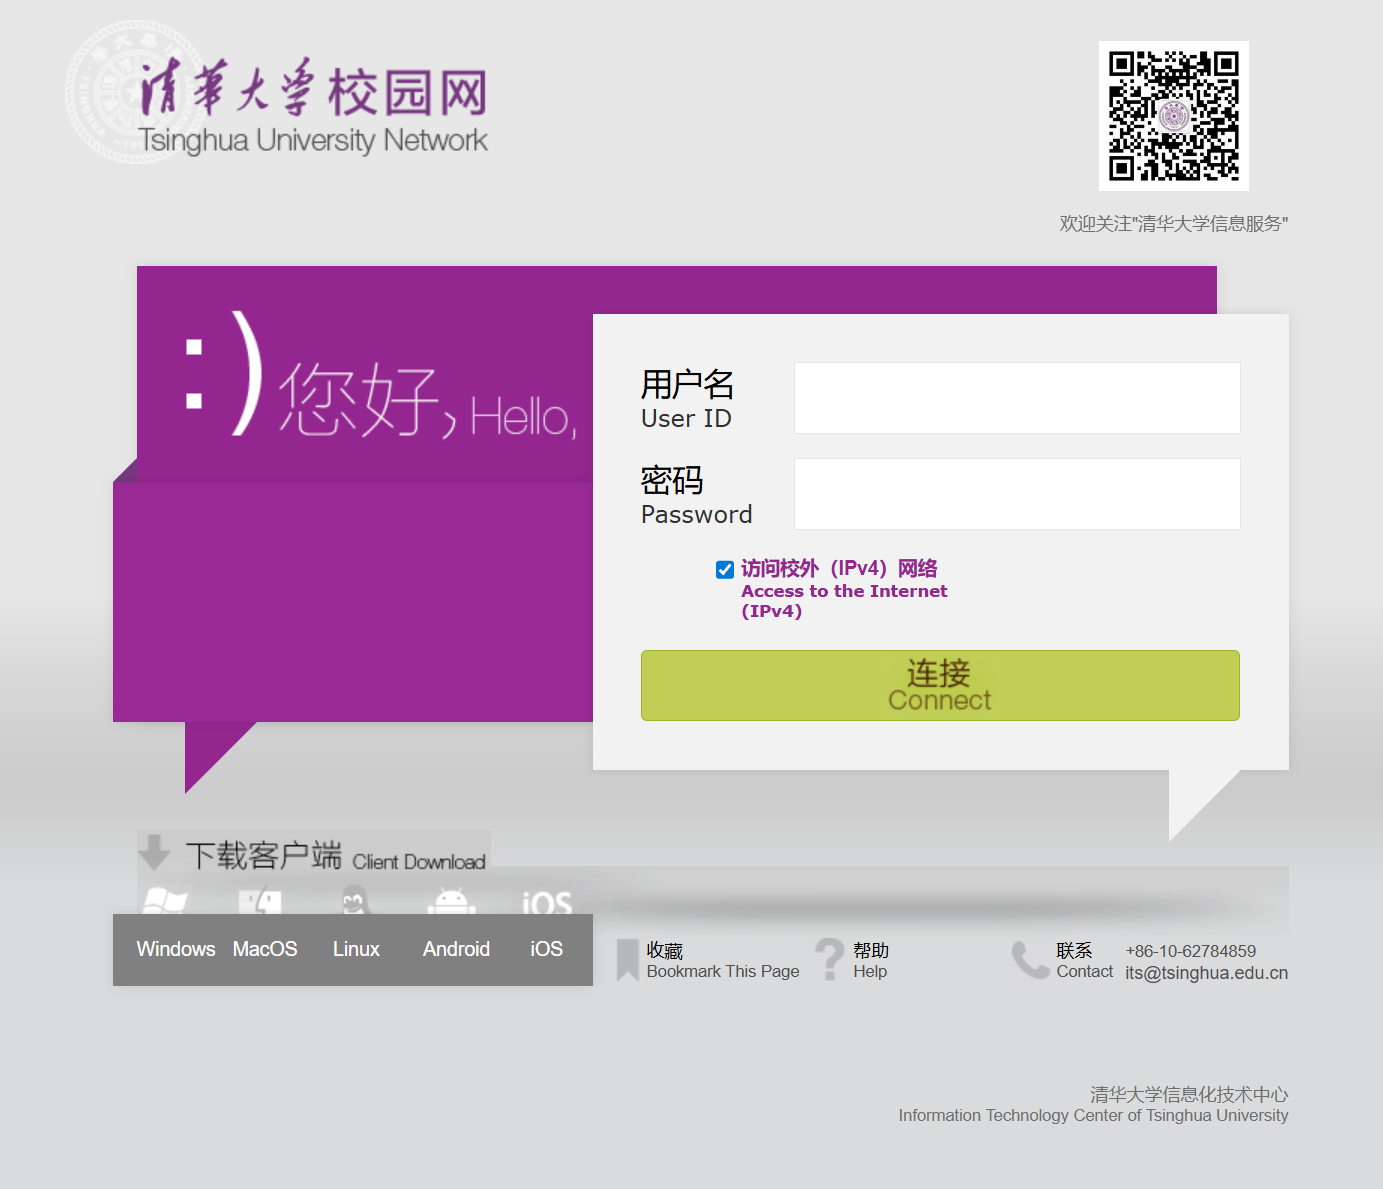 清华大学校园网
Tsinghua University Network
欢迎关注"清华大学信息服务"
:) 您好, Hello,
用户名
User ID
密码
Password
访问校外（IPv4）网络
Access to the Internet
(IPv4)
连接
Connect
下载客户端 Client Download
iOS
Windows MacOS Linux Android iOS
收藏
Bookmark This Page
帮助
Help
联系
Contact
+86-10-62784859
its@tsinghua.edu.cn
清华大学信息化技术中心
Information Technology Center of Tsinghua University